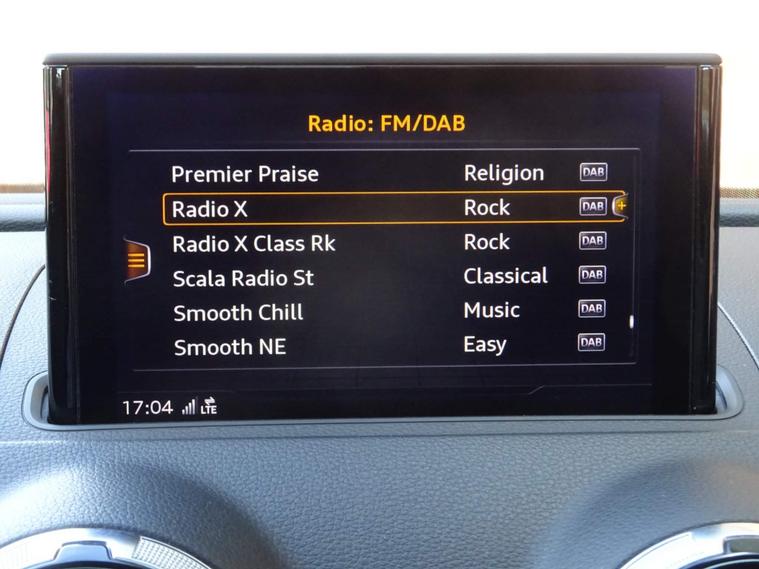 Radio: FM/DAB
Premier Praise Religion DAB
Radio X Rock DAB +
Radio X Class Rk Rock DAB
Scala Radio St Classical DAB
Smooth Chill Music DAB
Smooth NE Easy DAB
17:04 LTE